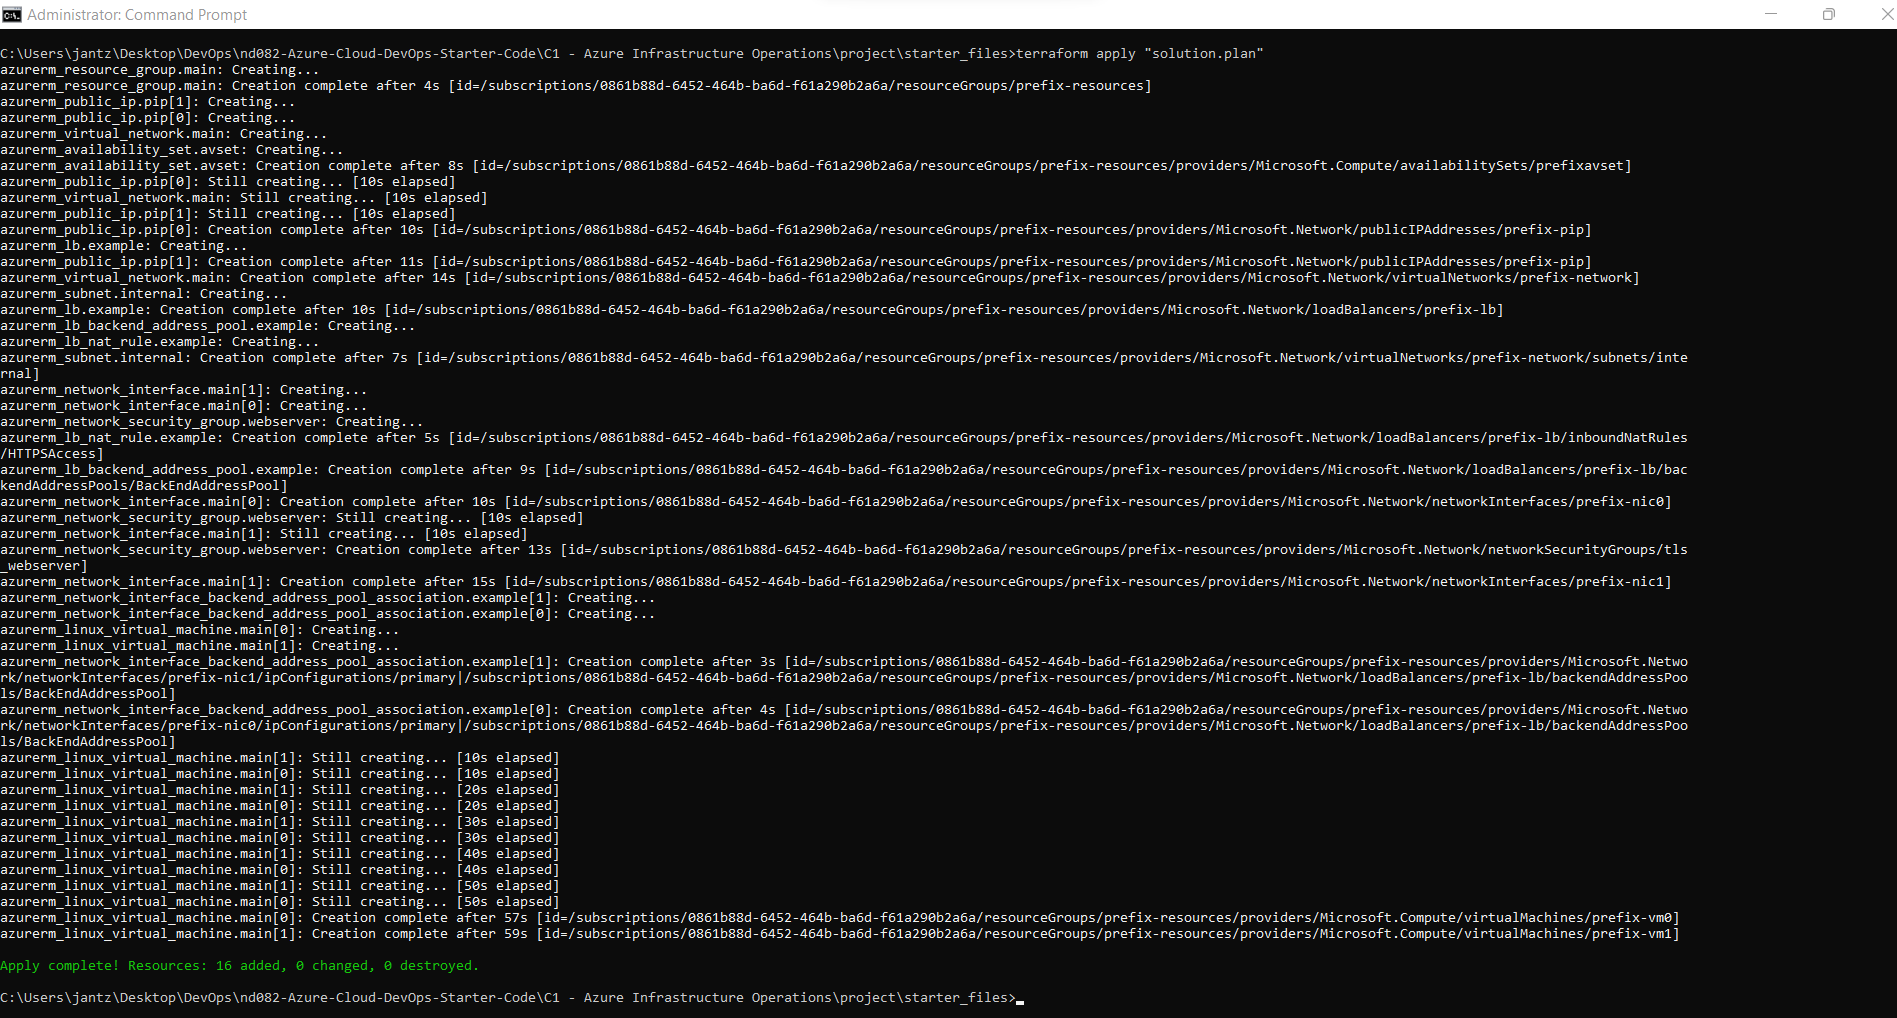 Administrator: Command Prompt
C:\Users\jantz\Desktop\DevOps\nd082-Azure-Cloud-DevOps-Starter-Code\C1 - Azure Infrastructure Operations\project\starter_files>terraform apply "solution.plan"
azurerm_resource_group.main: Creating...
azurerm_resource_group.main: Creation complete after 4s [id=/subscriptions/0861b88d-6452-464b-ba6d-f61a290b2a6a/resourceGroups/prefix-resources]
azurerm_public_ip.pip[1]: Creating...
azurerm_public_ip.pip[0]: Creating...
azurerm_virtual_network.main: Creating...
azurerm_availability_set.avset: Creating...
azurerm_availability_set.avset: Creation complete after 8s [id=/subscriptions/0861b88d-6452-464b-ba6d-f61a290b2a6a/resourceGroups/prefix-resources/providers/Microsoft.Compute/availabilitySets/prefixavset]
azurerm_public_ip.pip[0]: Still creating... [10s elapsed]
azurerm_virtual_network.main: Still creating... [10s elapsed]
azurerm_public_ip.pip[1]: Still creating... [10s elapsed]
azurerm_public_ip.pip[0]: Creation complete after 10s [id=/subscriptions/0861b88d-6452-464b-ba6d-f61a290b2a6a/resourceGroups/prefix-resources/providers/Microsoft.Network/publicIPAddresses/prefix-pip]
azurerm_lb.example: Creating...
azurerm_public_ip.pip[1]: Creation complete after 11s [id=/subscriptions/0861b88d-6452-464b-ba6d-f61a290b2a6a/resourceGroups/prefix-resources/providers/Microsoft.Network/publicIPAddresses/prefix-pip]
azurerm_virtual_network.main: Creation complete after 14s [id=/subscriptions/0861b88d-6452-464b-ba6d-f61a290b2a6a/resourceGroups/prefix-resources/providers/Microsoft.Network/virtualNetworks/prefix-network]
azurerm_subnet.internal: Creating...
azurerm_lb.example: Creation complete after 10s [id=/subscriptions/0861b88d-6452-464b-ba6d-f61a290b2a6a/resourceGroups/prefix-resources/providers/Microsoft.Network/loadBalancers/prefix-lb]
azurerm_lb_backend_address_pool.example: Creating...
azurerm_lb_nat_rule.example: Creating...
azurerm_subnet.internal: Creation complete after 7s [id=/subscriptions/0861b88d-6452-464b-ba6d-f61a290b2a6a/resourceGroups/prefix-resources/providers/Microsoft.Network/virtualNetworks/prefix-network/subnets/inte
rnal]
azurerm_network_interface.main[1]: Creating...
azurerm_network_interface.main[0]: Creating...
azurerm_network_security_group.webserver: Creating...
azurerm_lb_nat_rule.example: Creation complete after 5s [id=/subscriptions/0861b88d-6452-464b-ba6d-f61a290b2a6a/resourceGroups/prefix-resources/providers/Microsoft.Network/loadBalancers/prefix-lb/inboundNatRules
/HTTPSAccess]
azurerm_lb_backend_address_pool.example: Creation complete after 9s [id=/subscriptions/0861b88d-6452-464b-ba6d-f61a290b2a6a/resourceGroups/prefix-resources/providers/Microsoft.Network/loadBalancers/prefix-lb/bac
kendAddressPools/BackEndAddressPool]
azurerm_network_interface.main[0]: Creation complete after 10s [id=/subscriptions/0861b88d-6452-464b-ba6d-f61a290b2a6a/resourceGroups/prefix-resources/providers/Microsoft.Network/networkInterfaces/prefix-nic0]
azurerm_network_security_group.webserver: Still creating... [10s elapsed]
azurerm_network_interface.main[1]: Still creating... [10s elapsed]
azurerm_network_security_group.webserver: Creation complete after 13s [id=/subscriptions/0861b88d-6452-464b-ba6d-f61a290b2a6a/resourceGroups/prefix-resources/providers/Microsoft.Network/networkSecurityGroups/tls
_webserver]
azurerm_network_interface.main[1]: Creation complete after 15s [id=/subscriptions/0861b88d-6452-464b-ba6d-f61a290b2a6a/resourceGroups/prefix-resources/providers/Microsoft.Network/networkInterfaces/prefix-nic1]
azurerm_network_interface_backend_address_pool_association.example[1]: Creating...
azurerm_network_interface_backend_address_pool_association.example[0]: Creating...
azurerm_linux_virtual_machine.main[0]: Creating...
azurerm_linux_virtual_machine.main[1]: Creating...
azurerm_network_interface_backend_address_pool_association.example[1]: Creation complete after 3s [id=/subscriptions/0861b88d-6452-464b-ba6d-f61a290b2a6a/resourceGroups/prefix-resources/providers/Microsoft.Netwo
rk/networkInterfaces/prefix-nic1/ipConfigurations/primary|/subscriptions/0861b88d-6452-464b-ba6d-f61a290b2a6a/resourceGroups/prefix-resources/providers/Microsoft.Network/loadBalancers/prefix-lb/backendAddressPoo
ls/BackEndAddressPool]
azurerm_network_interface_backend_address_pool_association.example[0]: Creation complete after 4s [id=/subscriptions/0861b88d-6452-464b-ba6d-f61a290b2a6a/resourceGroups/prefix-resources/providers/Microsoft.Netwo
rk/networkInterfaces/prefix-nic0/ipConfigurations/primary|/subscriptions/0861b88d-6452-464b-ba6d-f61a290b2a6a/resourceGroups/prefix-resources/providers/Microsoft.Network/loadBalancers/prefix-lb/backendAddressPoo
ls/BackEndAddressPool]
azurerm_linux_virtual_machine.main[1]: Still creating... [10s elapsed]
azurerm_linux_virtual_machine.main[0]: Still creating... [10s elapsed]
azurerm_linux_virtual_machine.main[1]: Still creating... [20s elapsed]
azurerm_linux_virtual_machine.main[0]: Still creating... [20s elapsed]
azurerm_linux_virtual_machine.main[1]: Still creating... [30s elapsed]
azurerm_linux_virtual_machine.main[0]: Still creating... [30s elapsed]
azurerm_linux_virtual_machine.main[1]: Still creating... [40s elapsed]
azurerm_linux_virtual_machine.main[0]: Still creating... [40s elapsed]
azurerm_linux_virtual_machine.main[1]: Still creating... [50s elapsed]
azurerm_linux_virtual_machine.main[0]: Still creating... [50s elapsed]
azurerm_linux_virtual_machine.main[0]: Creation complete after 57s [id=/subscriptions/0861b88d-6452-464b-ba6d-f61a290b2a6a/resourceGroups/prefix-resources/providers/Microsoft.Compute/virtualMachines/prefix-vm0]
azurerm_linux_virtual_machine.main[1]: Creation complete after 59s [id=/subscriptions/0861b88d-6452-464b-ba6d-f61a290b2a6a/resourceGroups/prefix-resources/providers/Microsoft.Compute/virtualMachines/prefix-vm1]
Apply complete! Resources: 16 added, 0 changed, 0 destroyed.
C:\Users\jantz\Desktop\DevOps\nd082-Azure-Cloud-DevOps-Starter-Code\C1 - Azure Infrastructure Operations\project\starter_files>